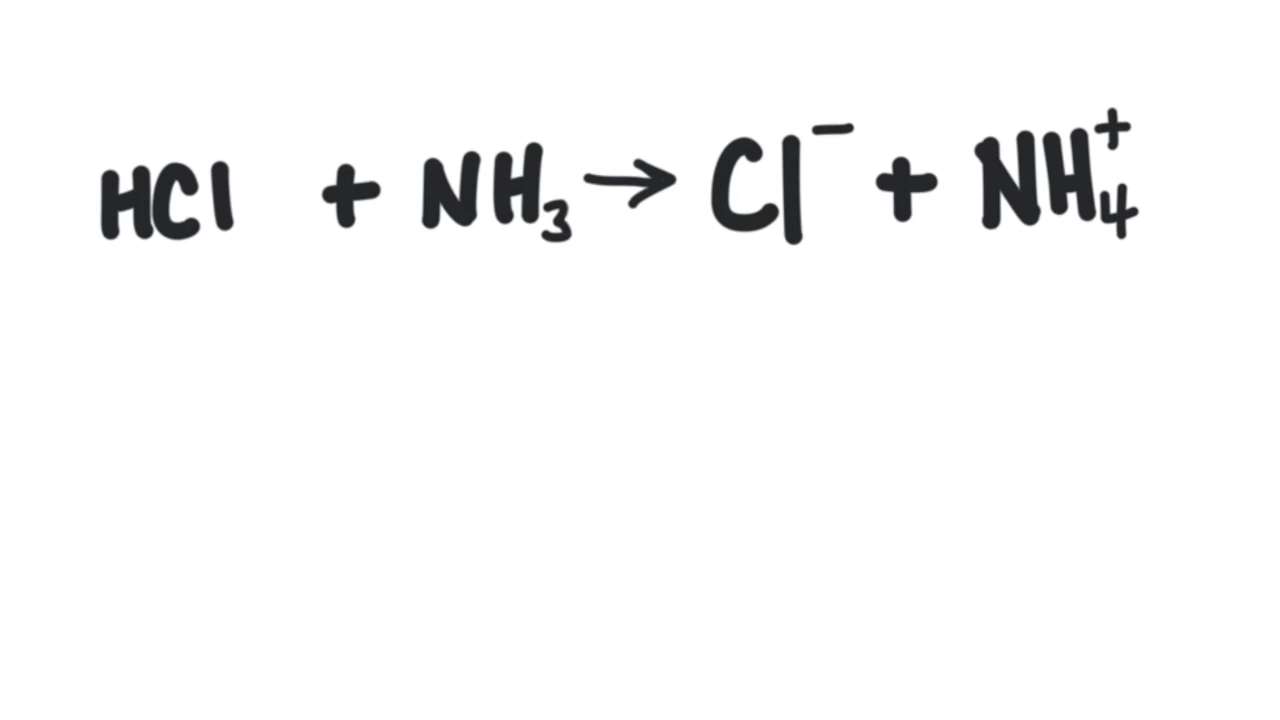 HCl + NH₃ → Cl⁻ + NH₄⁺